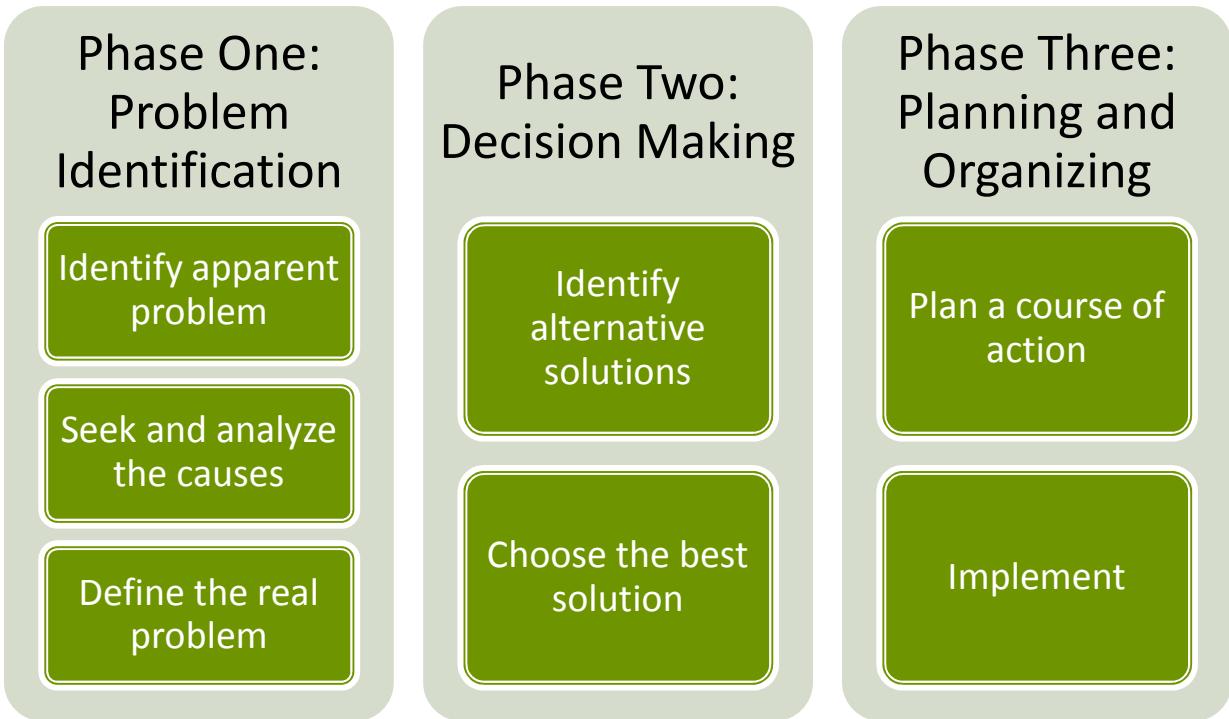 Phase One:
Problem
Identification
Identify apparent
problem
Seek and analyze
the causes
Define the real
problem
Phase Two:
Decision Making
Identify
alternative
solutions
Choose the best
solution
Phase Three:
Planning and
Organizing
Plan a course of
action
Implement